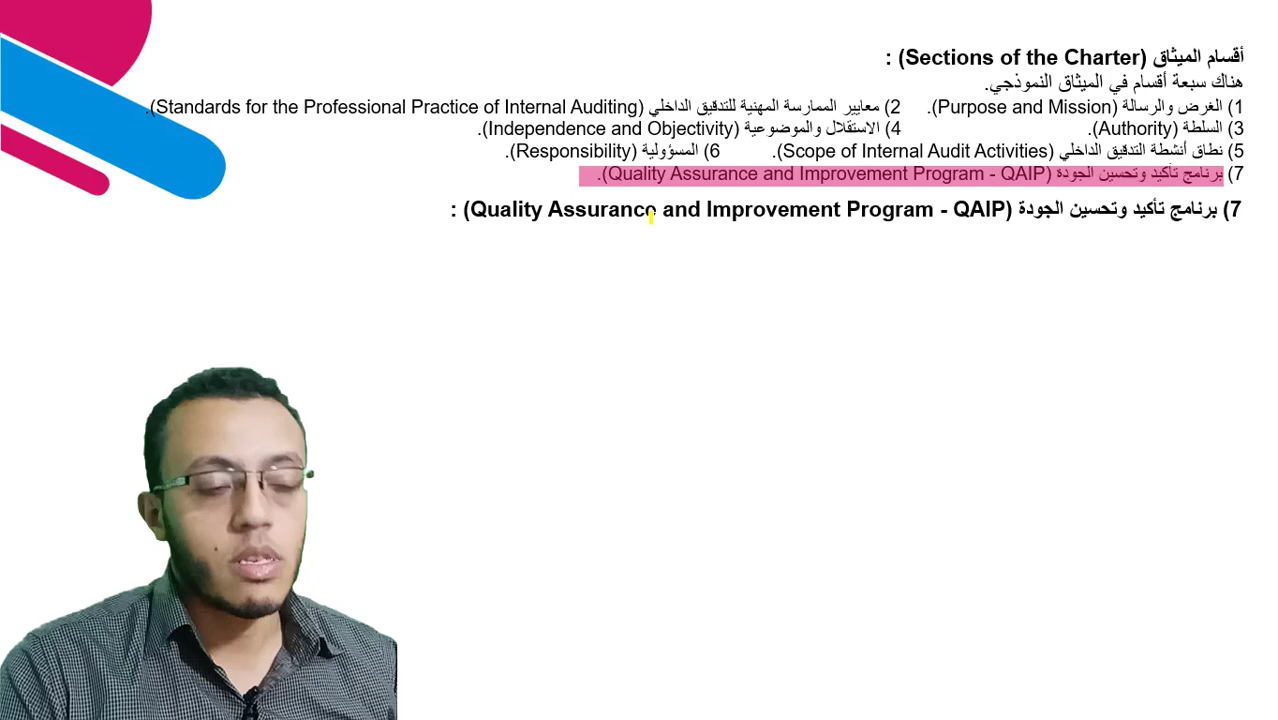 أقسام الميثاق (Sections of the Charter) :
هناك سبعة أقسام في الميثاق النموذجي.
1) الغرض والرسالة (Purpose and Mission). 2) معايير الممارسة المهنية للتدقيق الداخلي (Standards for the Professional Practice of Internal Auditing).
3) السلطة (Authority). 4) الاستقلال والموضوعية (Independence and Objectivity).
5) نطاق أنشطة التدقيق الداخلي (Scope of Internal Audit Activities). 6) المسؤولية (Responsibility).
7) برنامج تأكيد وتحسين الجودة (Quality Assurance and Improvement Program - QAIP).
7) برنامج تأكيد وتحسين الجودة (Quality Assurance and Improvement Program - QAIP) :